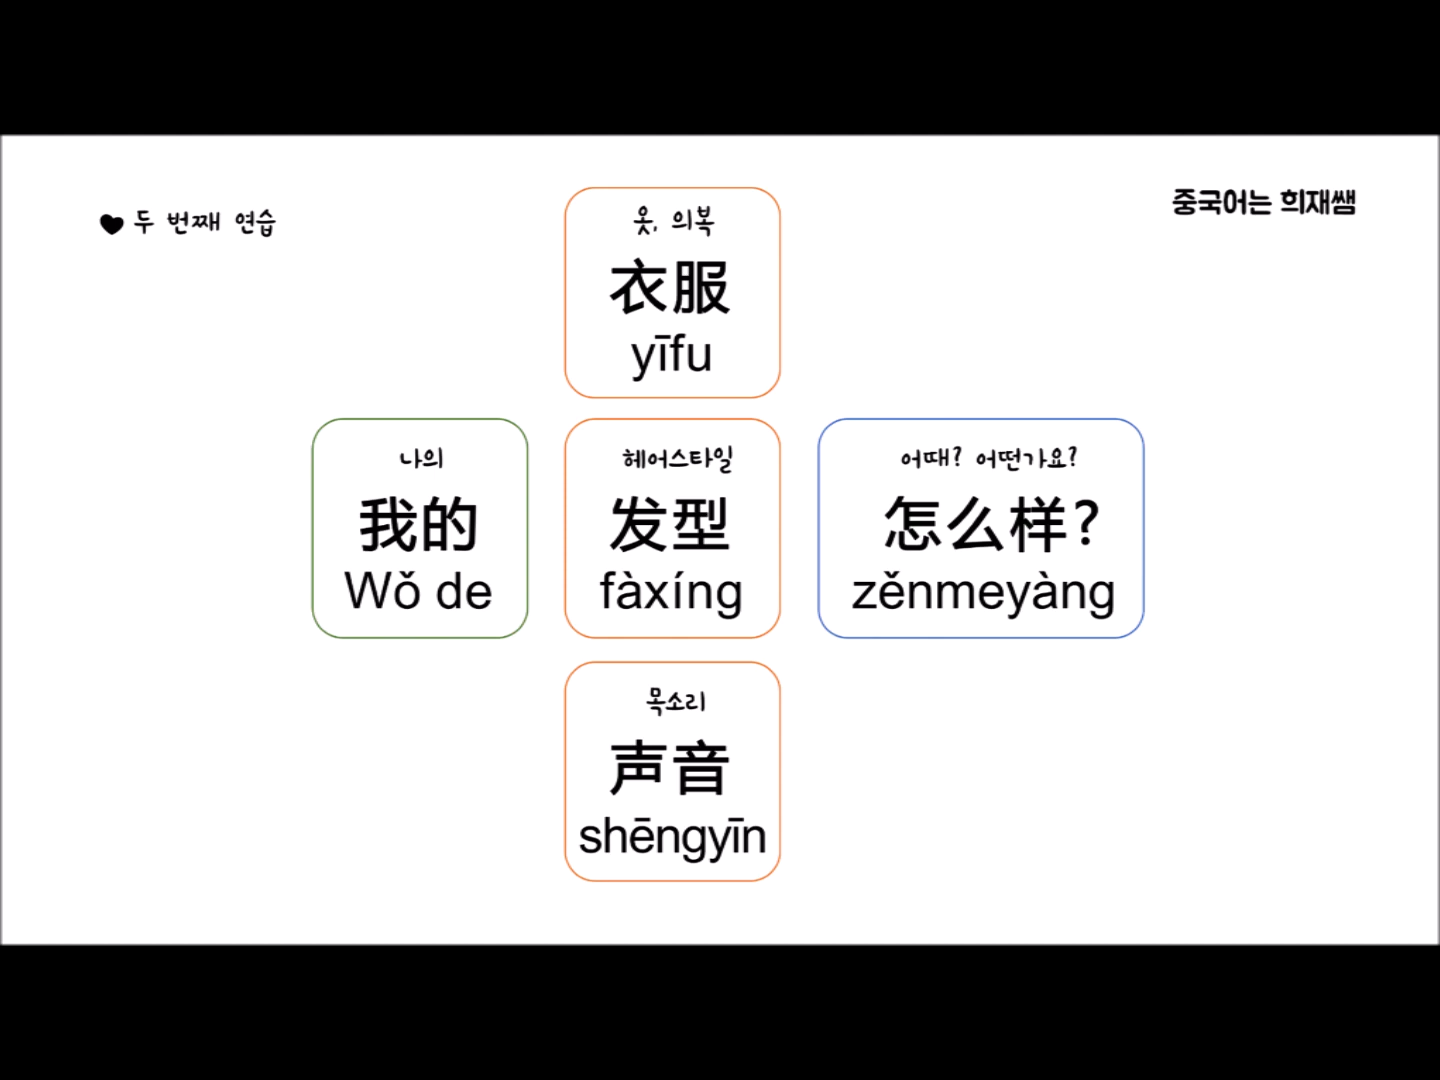 ♥ 두 번째 연습
중국어는 희재쌤
옷, 의복
衣服
yīfu
나의
我的
Wǒ de
헤어스타일
发型
fàxíng
어때? 어떤가요?
怎么样?
zěnmeyàng
목소리
声音
shēngyīn